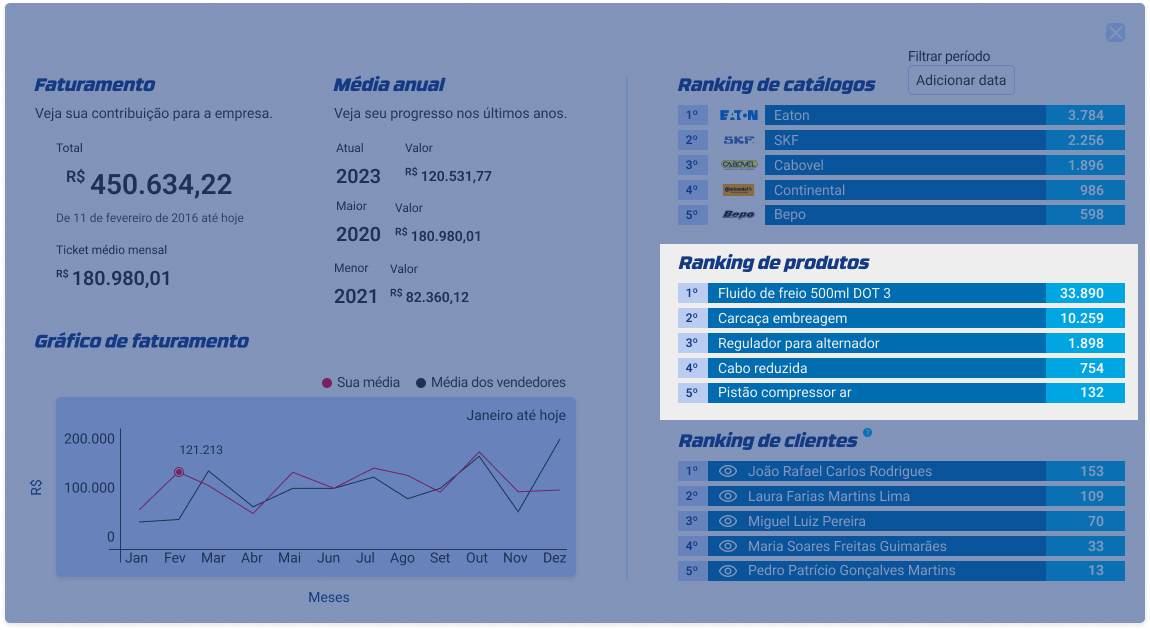 Faturamento
Veja sua contribuição para a empresa.
Total
R$ 450.634,22
De 11 de fevereiro de 2016 até hoje
Ticket médio mensal
R$ 180.980,01
Média anual
Veja seu progresso nos últimos anos.
Atual Valor
2023 R$ 120.531,77
Maior Valor
2020 R$ 180.980,01
Menor Valor
2021 R$ 82.360,12
Gráfico de faturamento
Sua média Média dos vendedores
Janeiro até hoje
200.000
121.213
100.000
R$
0
Jan Fev Mar Abr Mai Jun Jul Ago Set Out Nov Dez
Meses
Filtrar período
Adicionar data
Ranking de catálogos
1º EATON Eaton 3.784
2º SKF SKF 2.256
3º CABOVEL Cabovel 1.896
4º Continental Continental 986
5º Bepo Bepo 598
Ranking de produtos
1º Fluido de freio 500ml DOT 3 33.890
2º Carcaça embreagem 10.259
3º Regulador para alternador 1.898
4º Cabo reduzida 754
5º Pistão compressor ar 132
Ranking de clientes ?
1º João Rafael Carlos Rodrigues 153
2º Laura Farias Martins Lima 109
3º Miguel Luiz Pereira 70
4º Maria Soares Freitas Guimarães 33
5º Pedro Patrício Gonçalves Martins 13